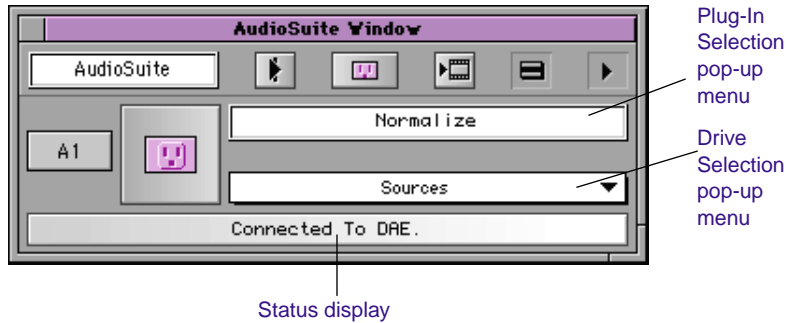 AudioSuite Window
AudioSuite
A1
Normalize
Sources
Connected To DAE.
Plug-In
Selection
pop-up
menu
Drive
Selection
pop-up
menu
Status display